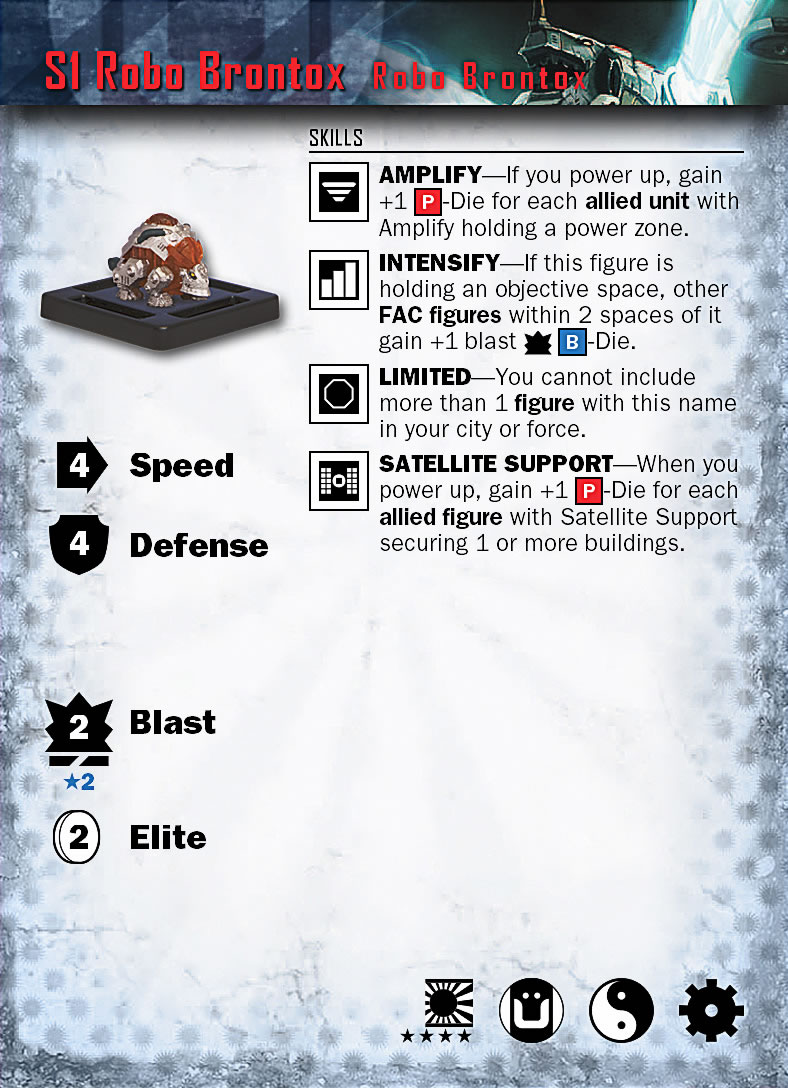 S1 Robo Brontox Robo Brontox
SKILLS
AMPLIFY—If you power up, gain
+1 P-Die for each allied unit with
Amplify holding a power zone.
INTENSIFY—If this figure is
holding an objective space, other
FAC figures within 2 spaces of it
gain +1 blast B-Die.
LIMITED—You cannot include
more than 1 figure with this name
in your city or force.
SATELLITE SUPPORT—When you
power up, gain +1 P-Die for each
allied figure with Satellite Support
securing 1 or more buildings.
4 Speed
4 Defense
2 Blast
★2
2 Elite